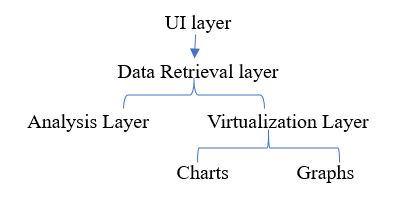 UI layer
Data Retrieval layer
Analysis Layer Virtualization Layer
Charts Graphs